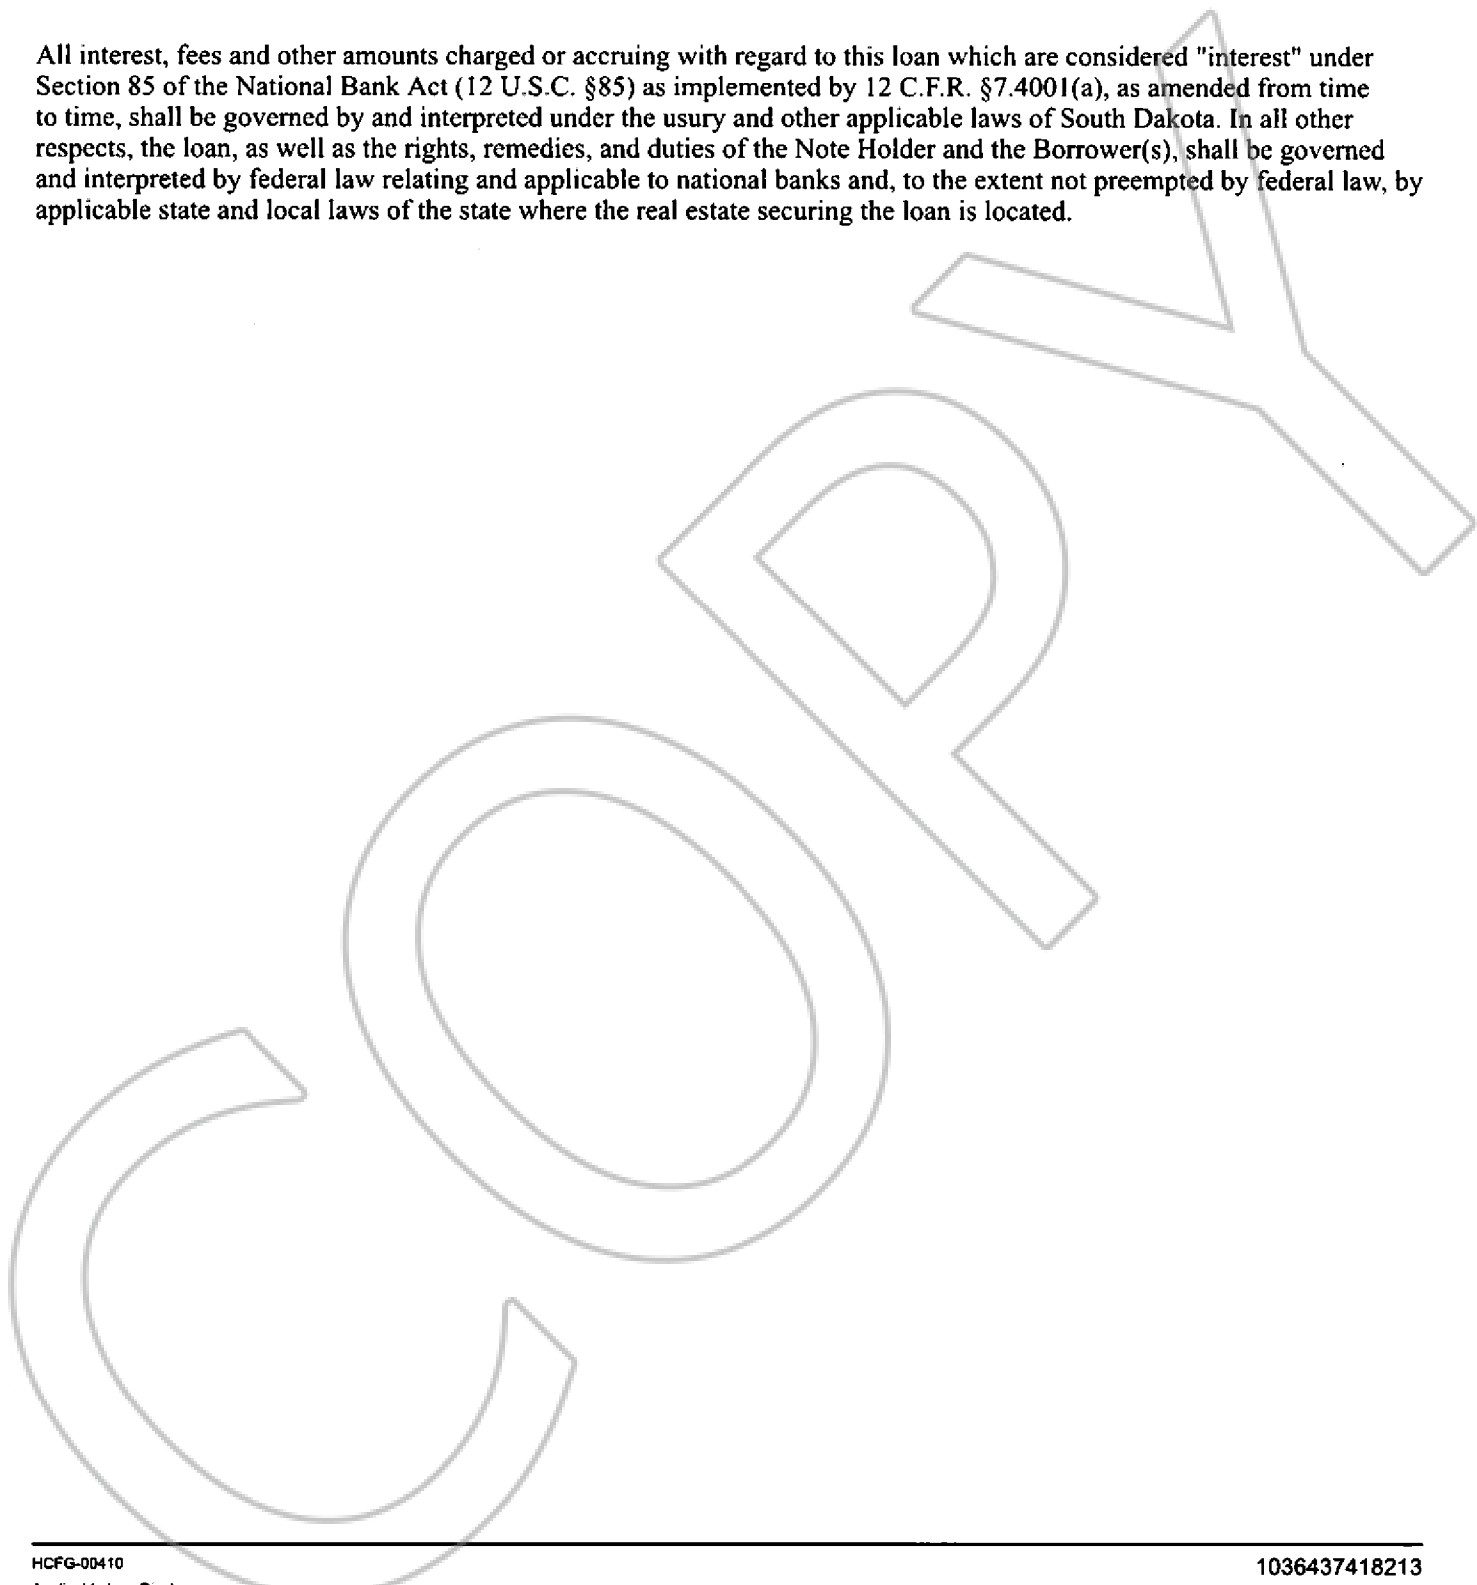 All interest, fees and other amounts charged or accruing with regard to this loan which are considered "interest" under
Section 85 of the National Bank Act (12 U.S.C. §85) as implemented by 12 C.F.R. §7.4001(a), as amended from time
to time, shall be governed by and interpreted under the usury and other applicable laws of South Dakota. In all other
respects, the loan, as well as the rights, remedies, and duties of the Note Holder and the Borrower(s), shall be governed
and interpreted by federal law relating and applicable to national banks and, to the extent not preempted by federal law, by
applicable state and local laws of the state where the real estate securing the loan is located.
COPY
HCFG-00410
1036437418213